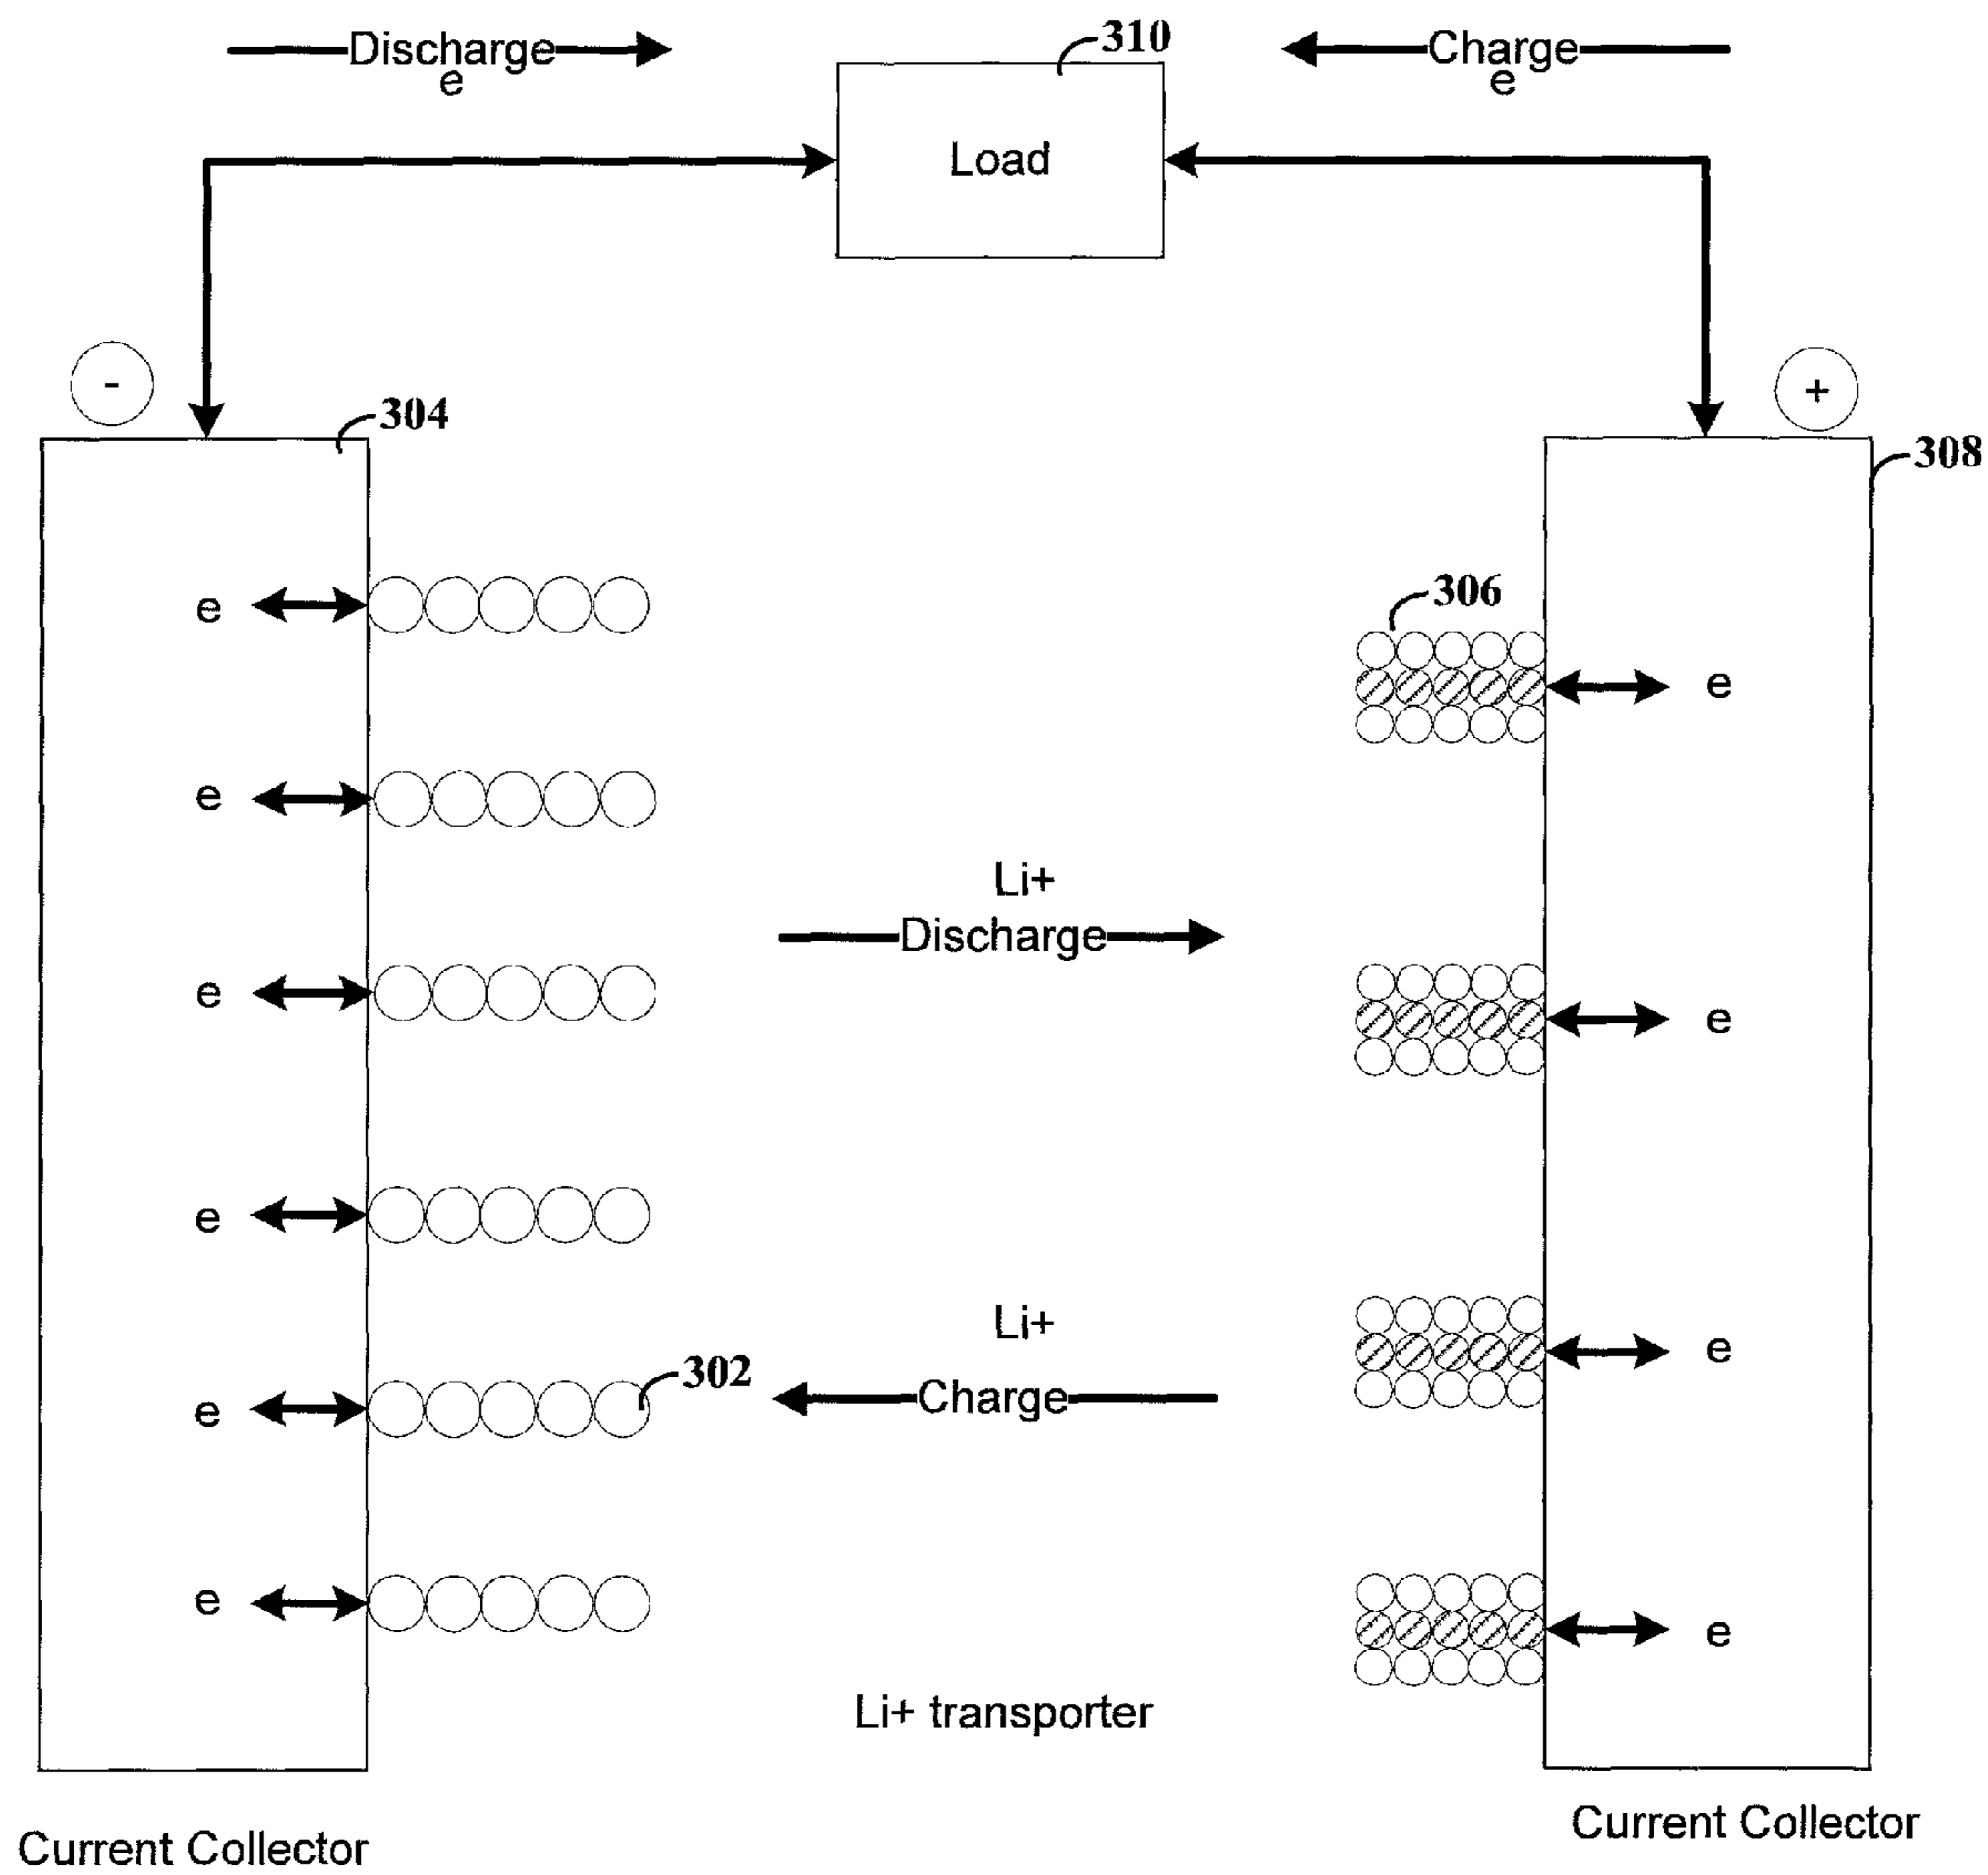 310
Discharge
e
Charge
e
Load
-
+
304
308
306
e
e
e
e
e
e
e
e
e
e
Li+
Discharge
Li+
302
Charge
Li+ transporter
Current Collector
Current Collector